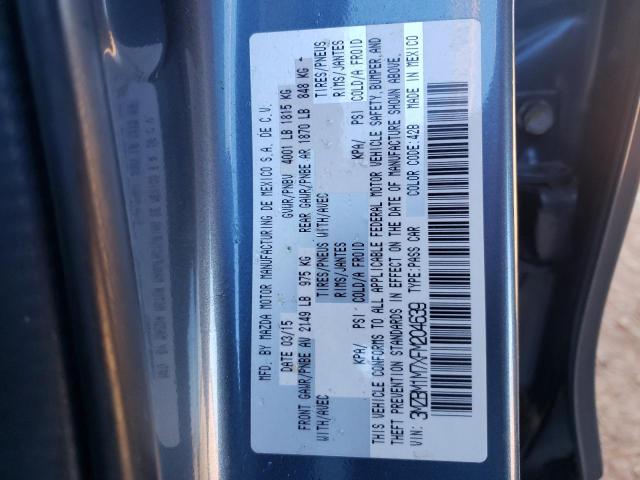 MFG. BY MAZDA MOTOR MANUFACTURING DE MEXICO S.A. DE C.V.
DATE 03/15 GVWR/PNBV 4001 LB 1815 KG
FRONT GAWR/PNBE AV 2149 LB 975 KG REAR GAWR/PNBE AR 1870 LB 848 KG
WITH/AVEC TIRES/PNEUS WITH/AVEC TIRES/PNEUS
RIMS/JANTES RIMS/JANTES
KPA/ PSI COLD/A FROID KPA/ PSI COLD/A FROID
THIS VEHICLE CONFORMS TO ALL APPLICABLE FEDERAL MOTOR VEHICLE SAFETY, BUMPER, AND
THEFT PREVENTION STANDARDS IN EFFECT ON THE DATE OF MANUFACTURE SHOWN ABOVE.
VIN: 3MZBM1M7XFM204639 TYPE:PASS CAR COLOR CODE:42B MADE IN MEXICO